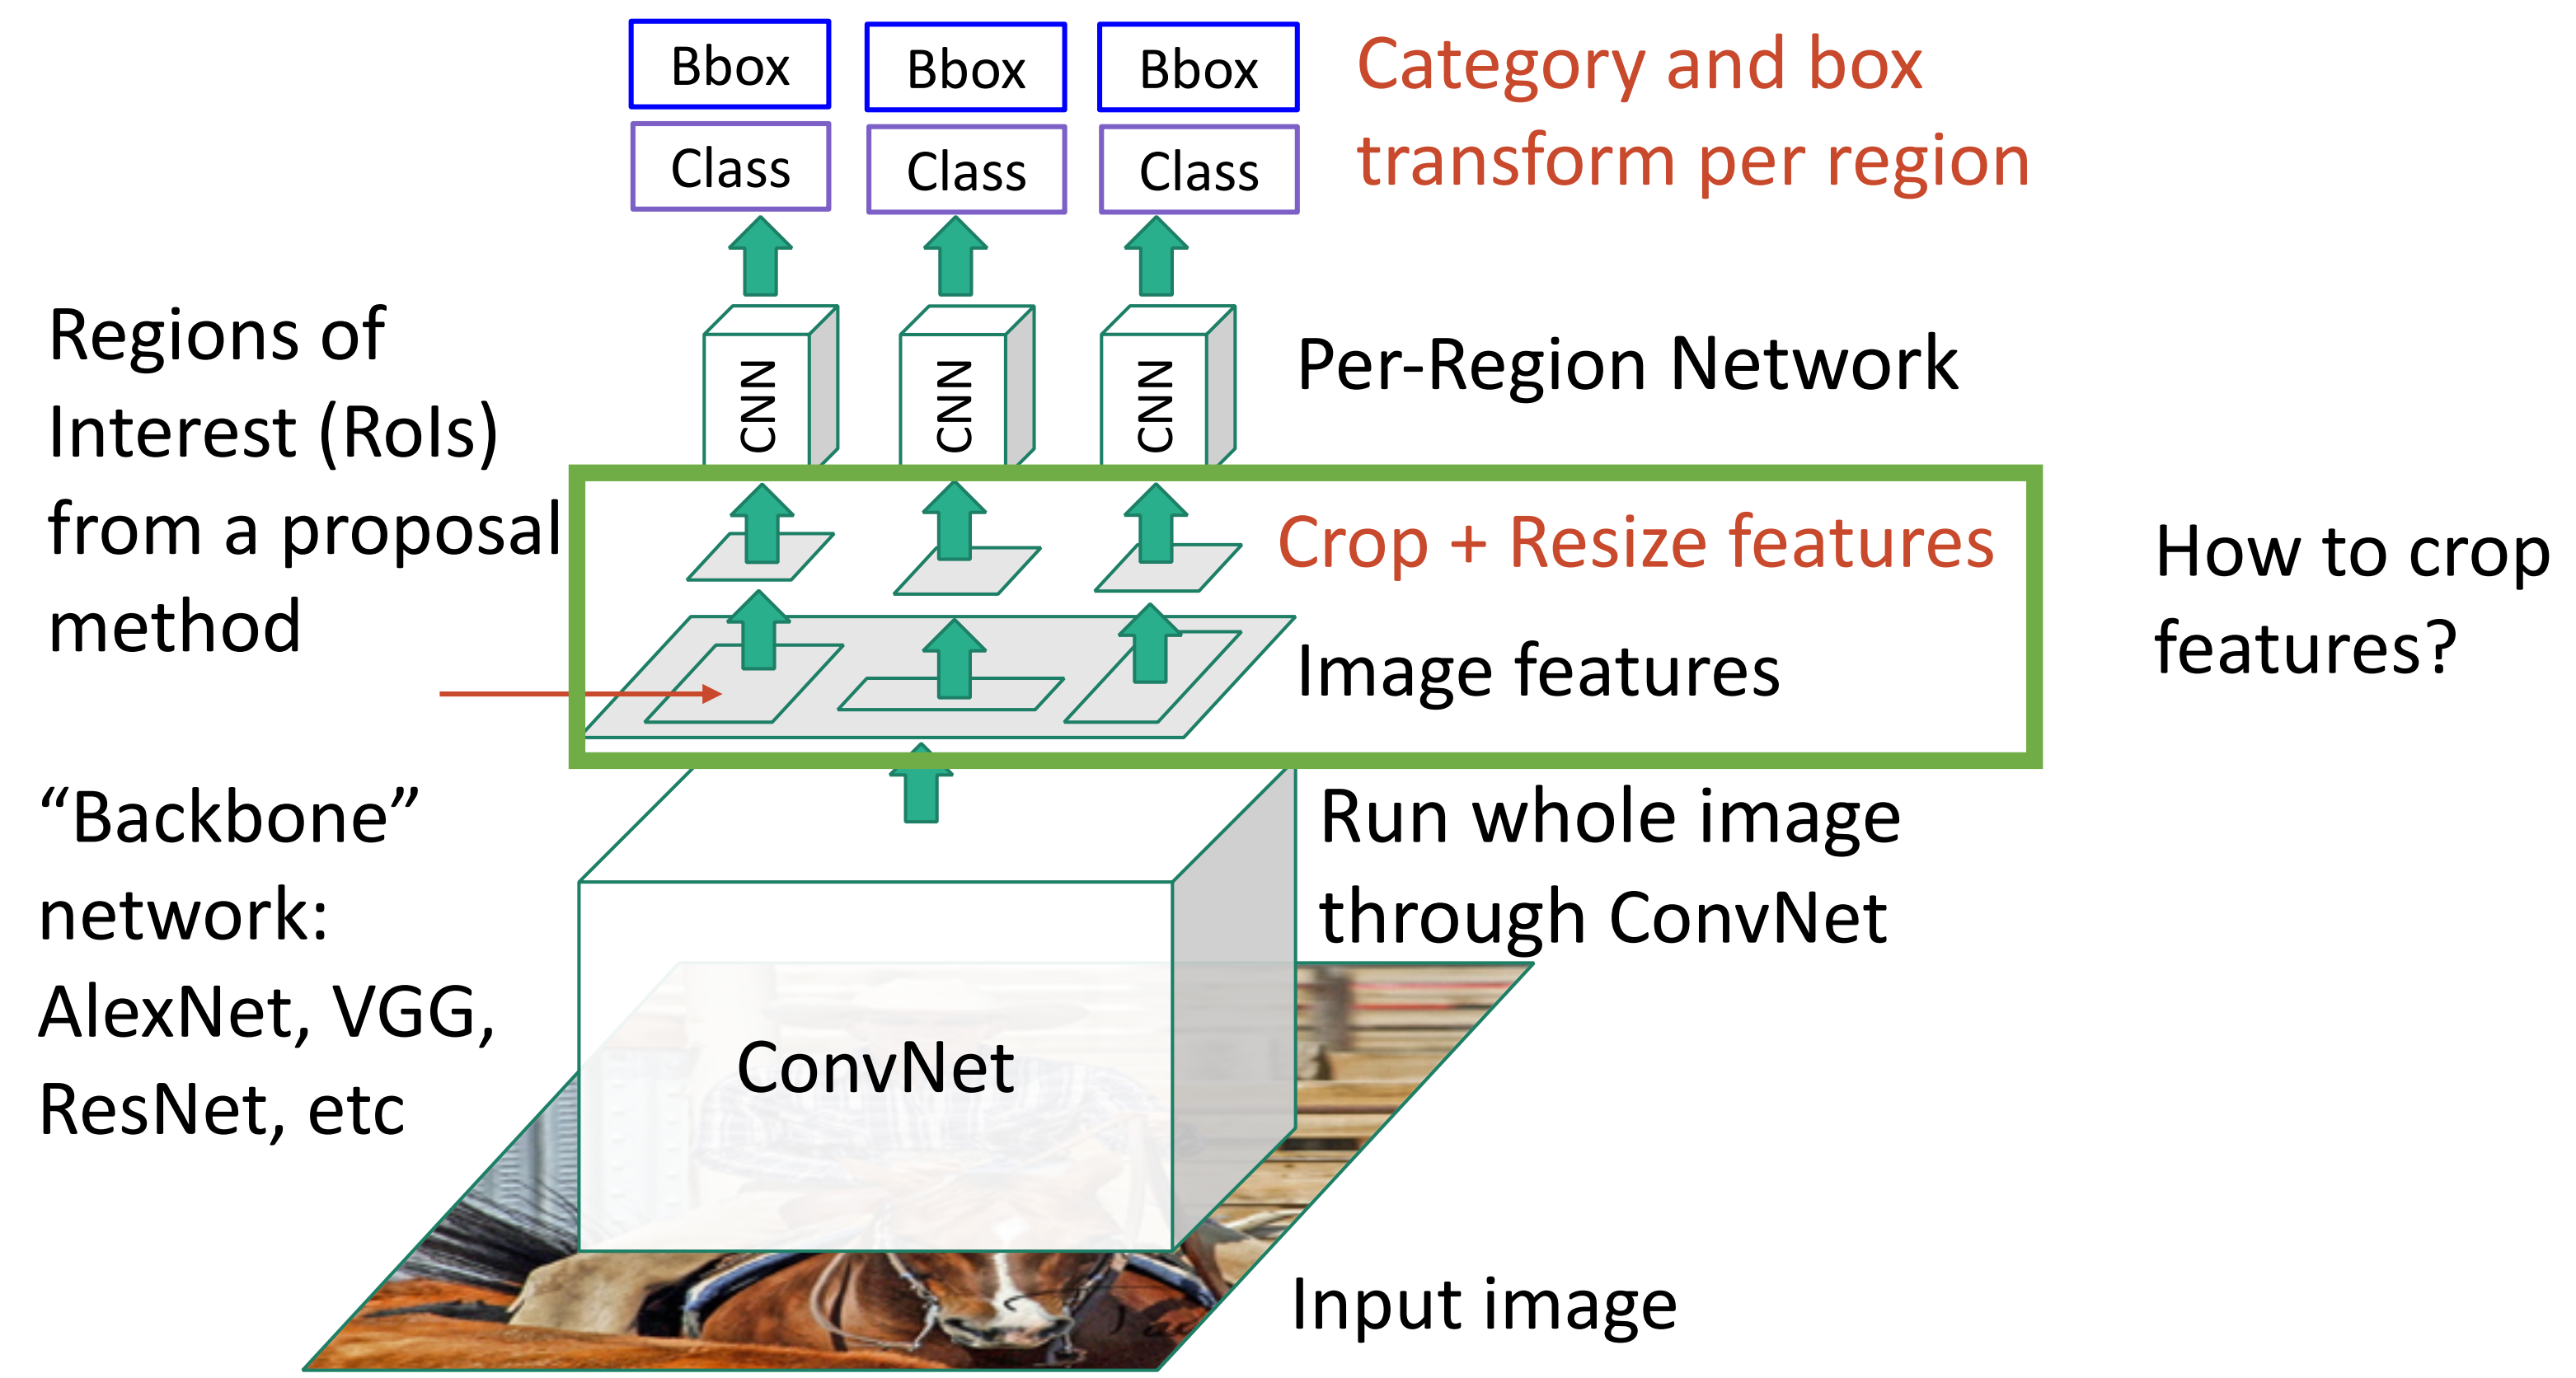 Bbox
Bbox
Bbox
Class
Class
Class
Category and box
transform per region
Regions of
Interest (RoIs)
from a proposal
method
CNN
CNN
CNN
Per-Region Network
Crop + Resize features
Image features
How to crop
features?
“Backbone”
network:
AlexNet, VGG,
ResNet, etc
Run whole image
through ConvNet
ConvNet
Input image